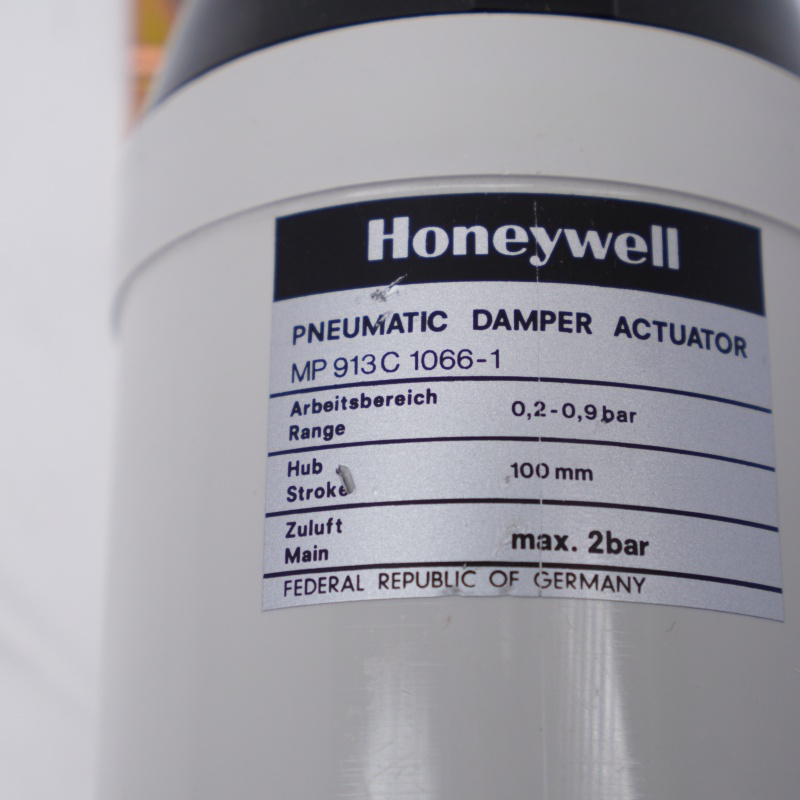 Honeywell
PNEUMATIC DAMPER ACTUATOR
MP 913 C 1066-1
Arbeitsbereich
Range
0,2-0,9 bar
Hub
Stroke
100 mm
Zuluft
Main
max. 2bar
FEDERAL REPUBLIC OF GERMANY